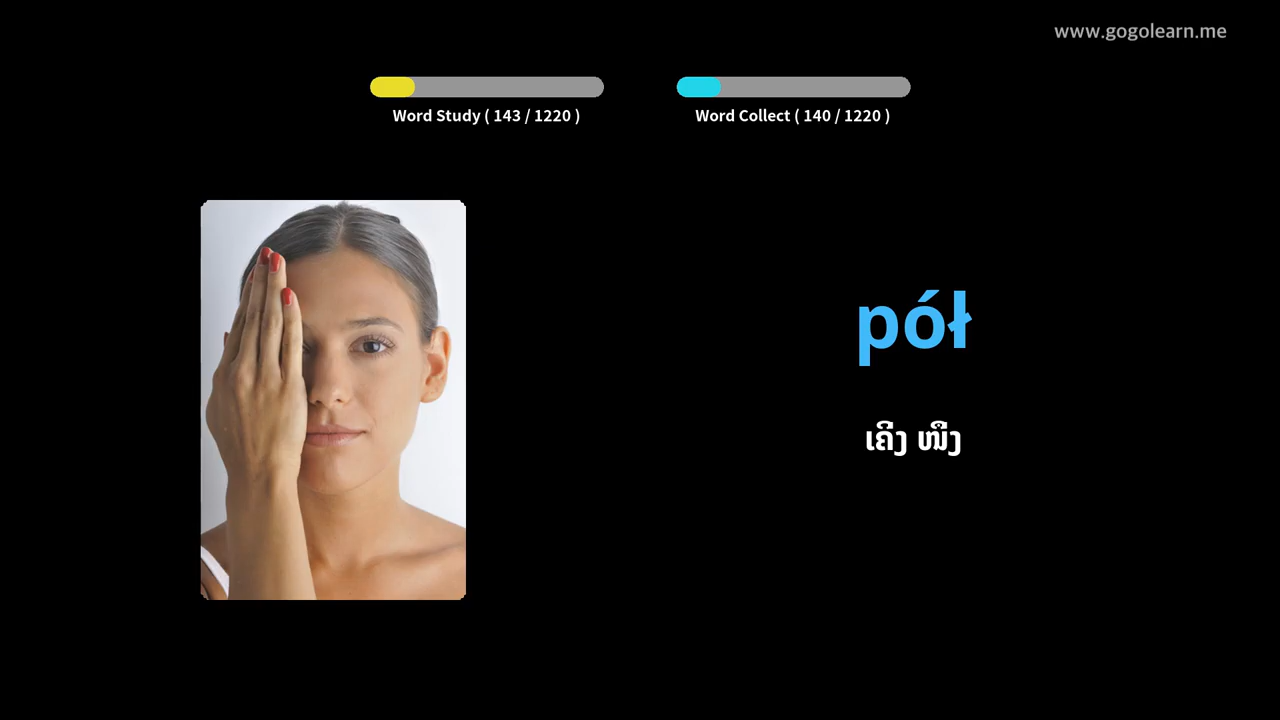 www.gogolearn.me
Word Study ( 143 / 1220 )
Word Collect ( 140 / 1220 )
pół
ເຄິ່ງ ໜຶ່ງ